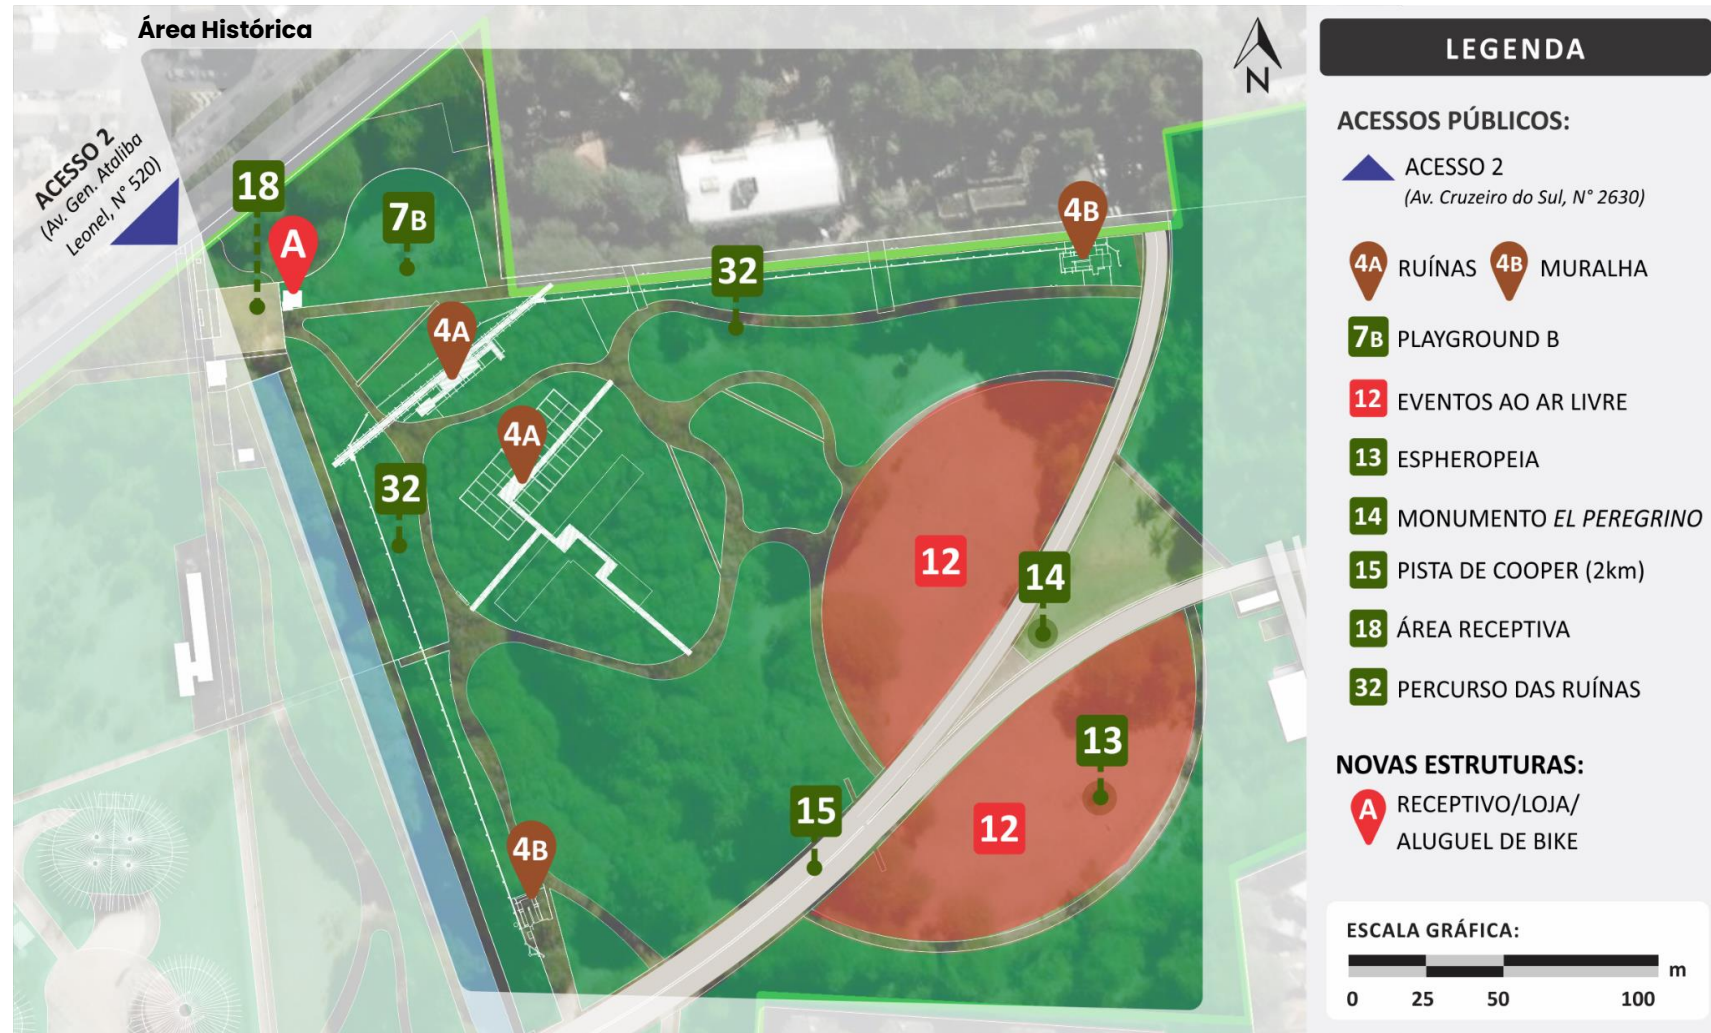 Área Histórica
N
ACESSO 2
(Av. Gen. Ataliba
Leonel, N° 520)
18
A
7B
4B
32
4A
4A
32
12
14
13
15
12
4B
LEGENDA
ACESSOS PÚBLICOS:
ACESSO 2
(Av. Cruzeiro do Sul, N° 2630)
4A RUÍNAS 4B MURALHA
7B PLAYGROUND B
12 EVENTOS AO AR LIVRE
13 ESPHEROPEIA
14 MONUMENTO EL PEREGRINO
15 PISTA DE COOPER (2km)
18 ÁREA RECEPTIVA
32 PERCURSO DAS RUÍNAS
NOVAS ESTRUTURAS:
A RECEPTIVO/LOJA/
ALUGUEL DE BIKE
ESCALA GRÁFICA:
m
0 25 50 100